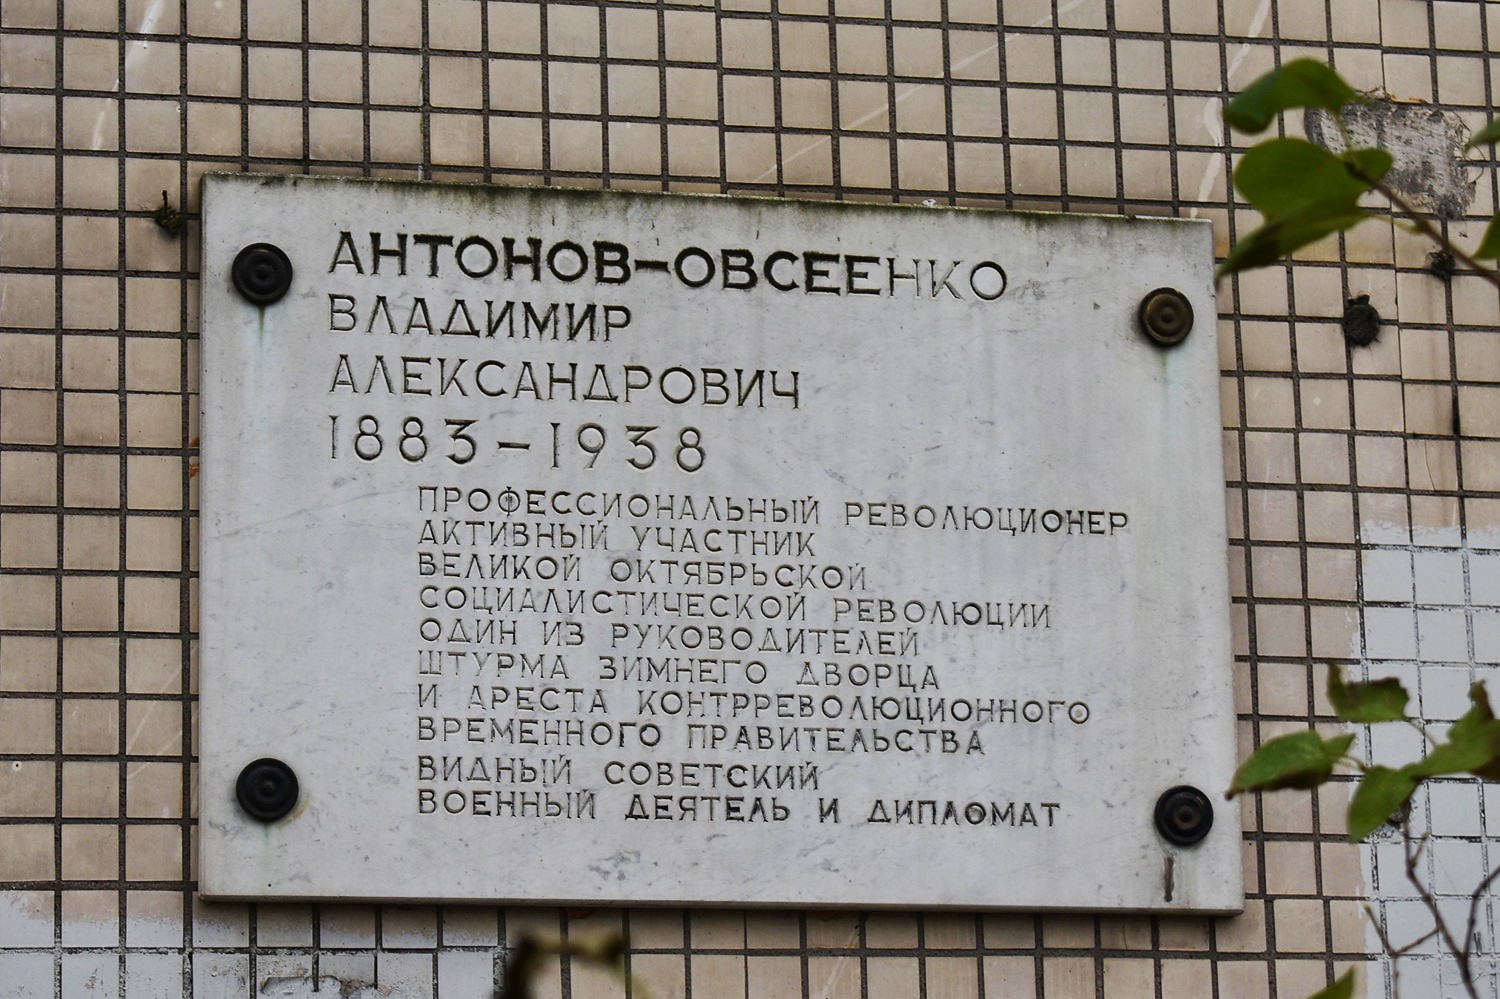 АНТОНОВ-ОВСЕЕНКО
ВЛАДИМИР
АЛЕКСАНДРОВИЧ
1883-1938
ПРОФЕССИОНАЛЬНЫЙ РЕВОЛЮЦИОНЕР
АКТИВНЫЙ УЧАСТНИК
ВЕЛИКОЙ ОКТЯБРЬСКОЙ
СОЦИАЛИСТИЧЕСКОЙ РЕВОЛЮЦИИ
ОДИН ИЗ РУКОВОДИТЕЛЕЙ
ШТУРМА ЗИМНЕГО ДВОРЦА
И АРЕСТА КОНТРРЕВОЛЮЦИОННОГО
ВРЕМЕННОГО ПРАВИТЕЛЬСТВА
ВИДНЫЙ СОВЕТСКИЙ
ВОЕННЫЙ ДЕЯТЕЛЬ И ДИПЛОМАТ